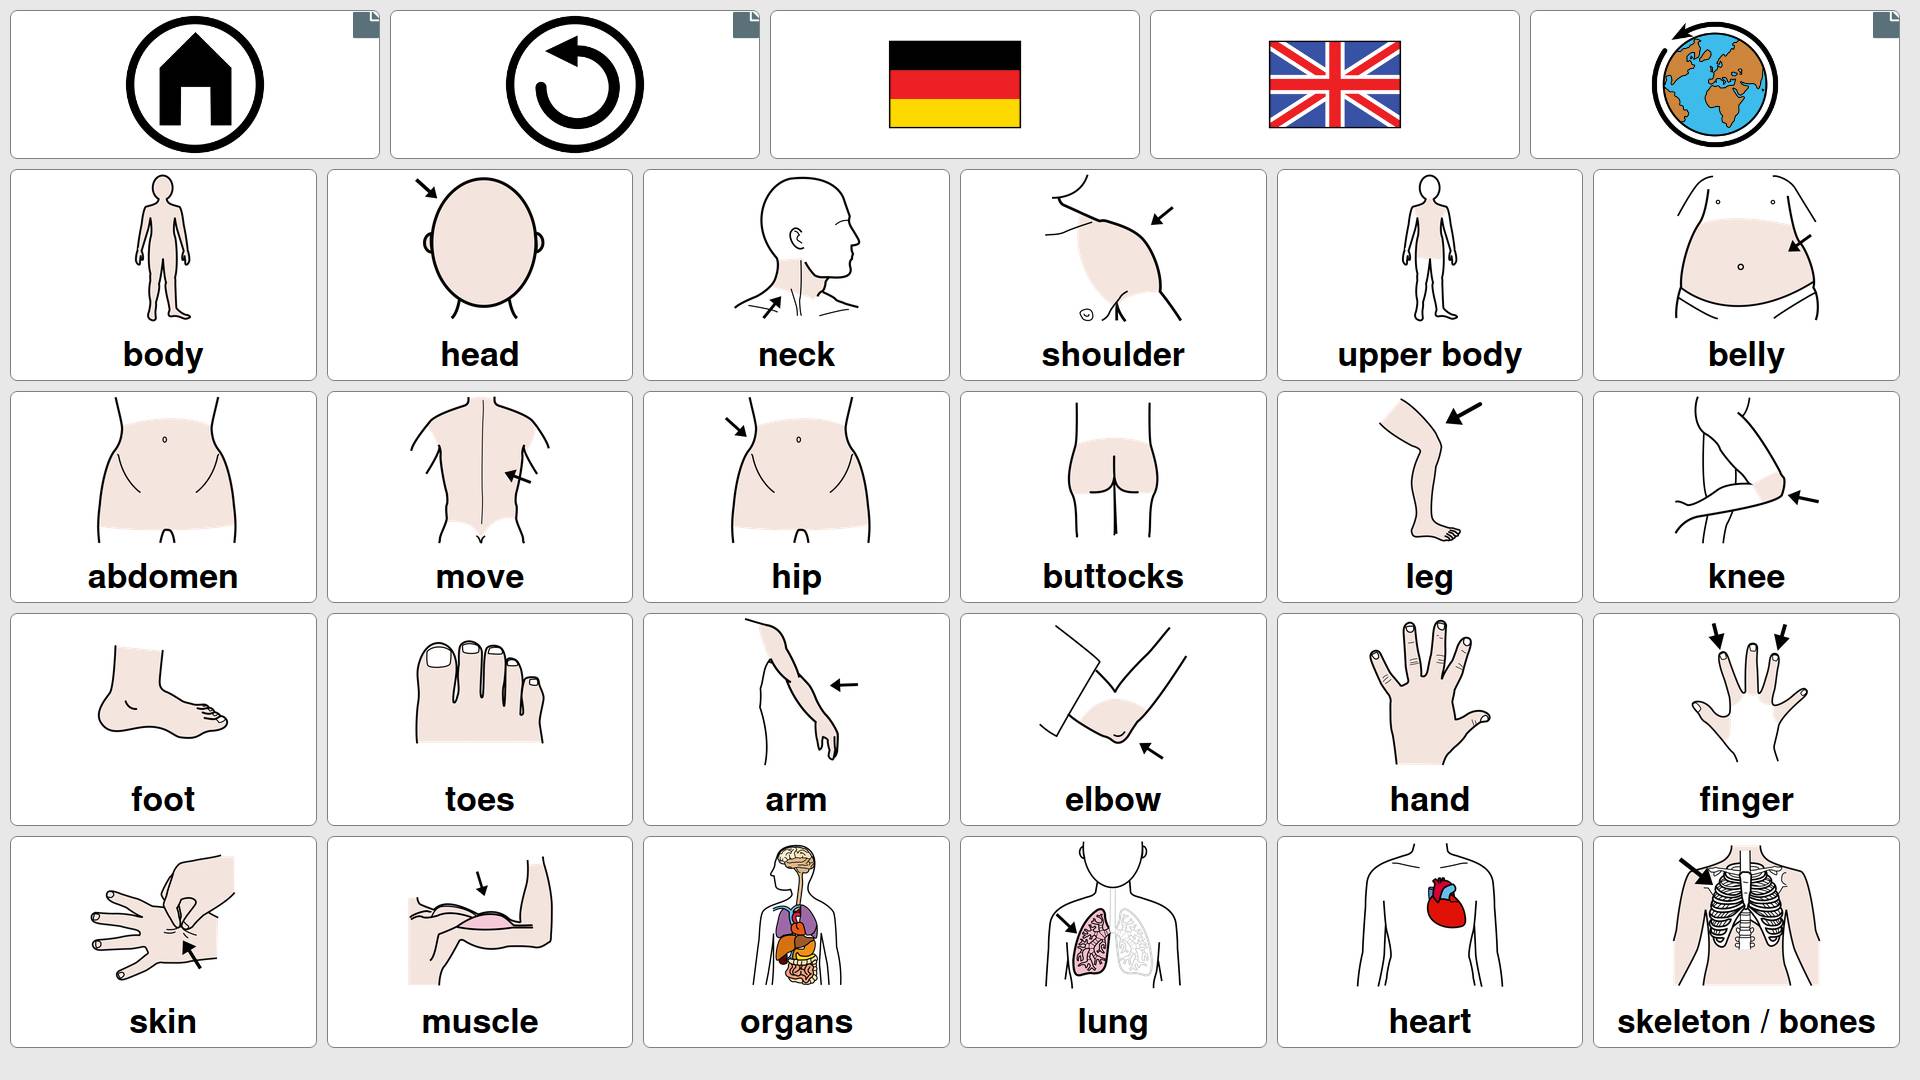 body
head
neck
shoulder
upper body
belly
abdomen
move
hip
buttocks
leg
knee
foot
toes
arm
elbow
hand
finger
skin
muscle
organs
lung
heart
skeleton / bones